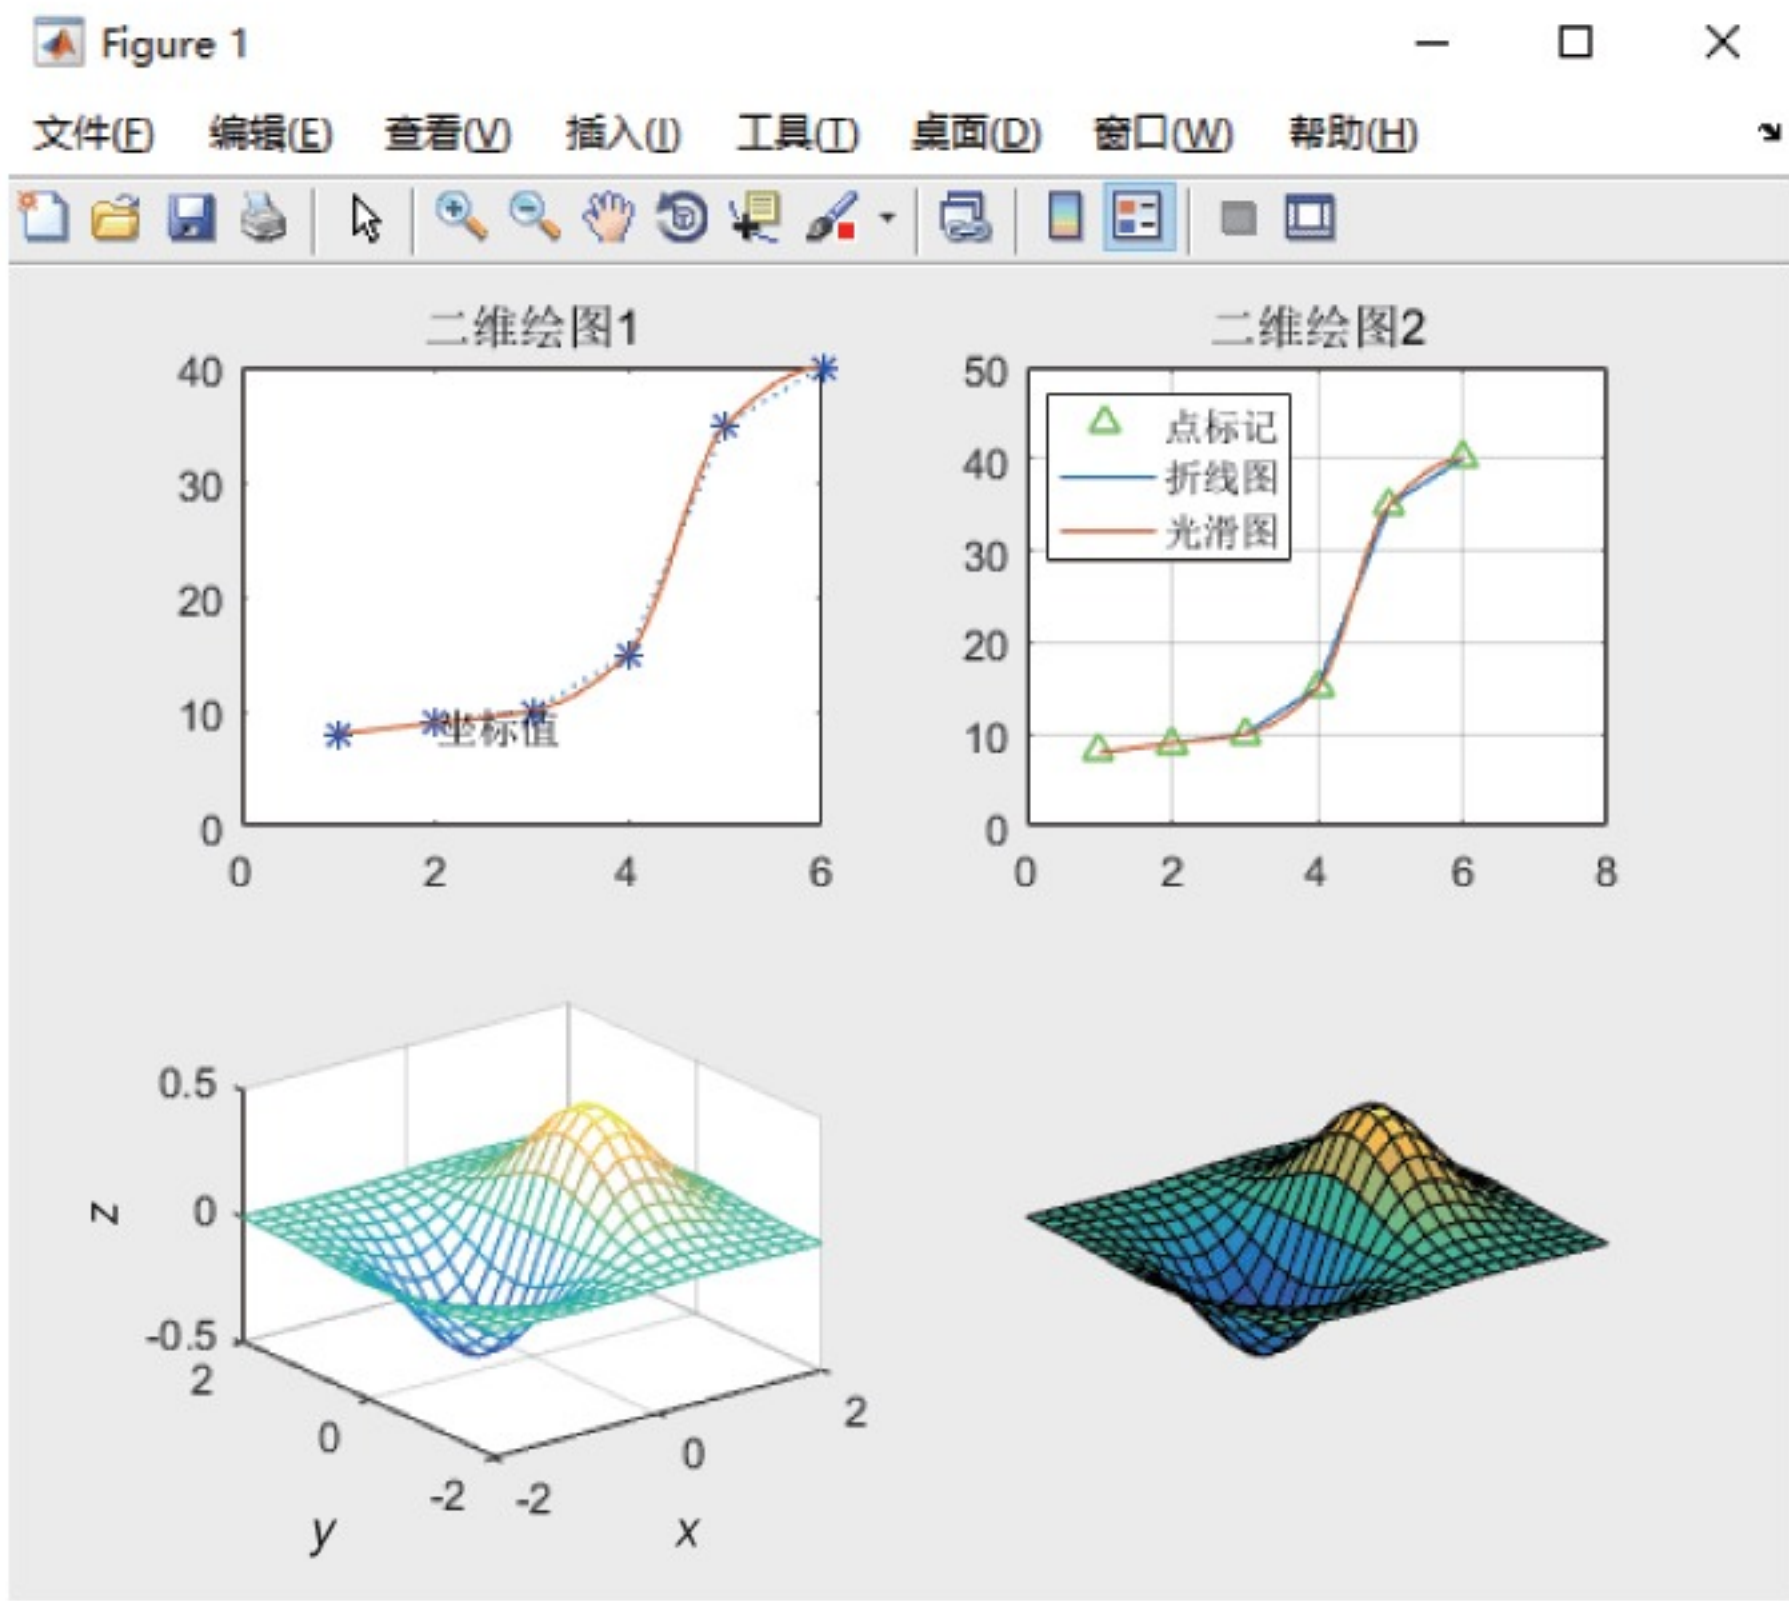 Figure 1
文件(F) 编辑(E) 查看(V) 插入(I) 工具(T) 桌面(D) 窗口(W) 帮助(H)
二维绘图1
40
30
20
10
0
0 2 4 6
坐标值
二维绘图2
50
40
30
20
10
0
0 2 4 6 8
点标记
折线图
光滑图
0.5
0
-0.5
z
2
0
-2
y
-2
0
2
x